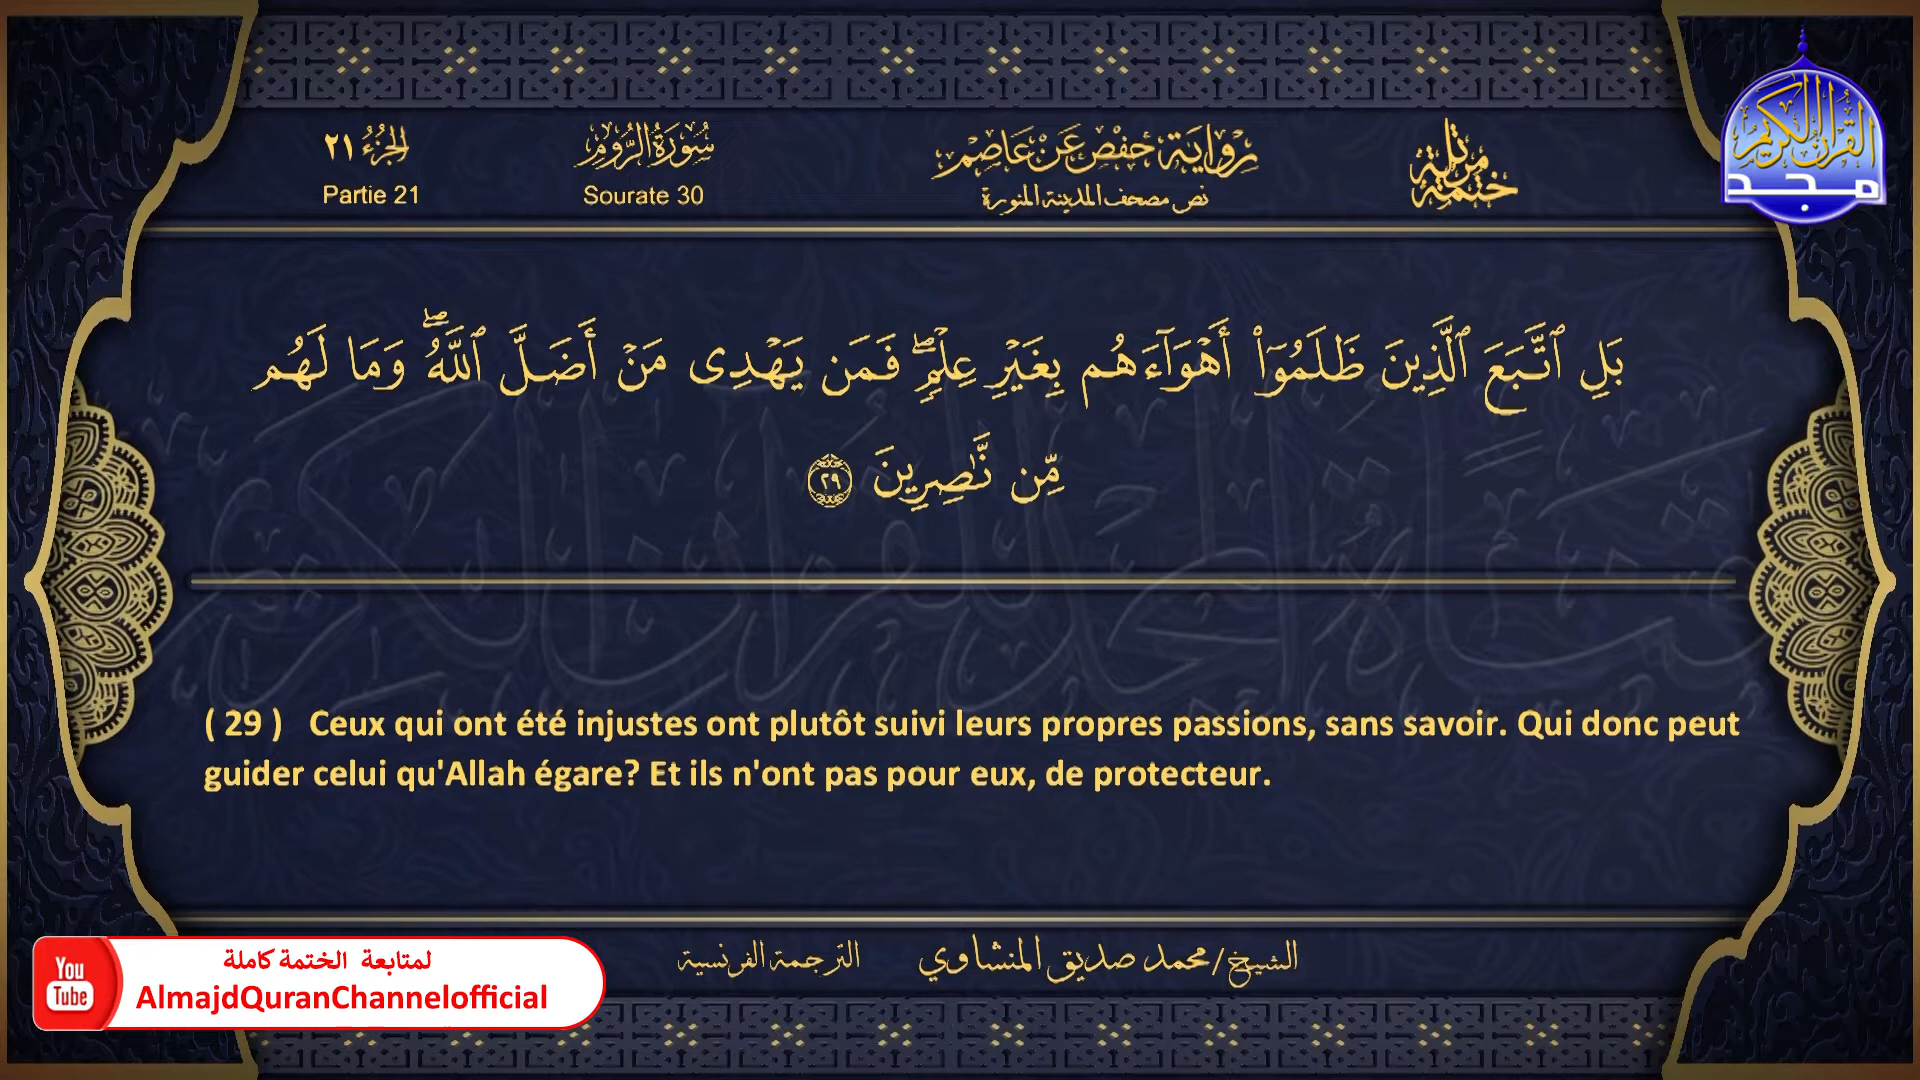 الجزء ٢١
Partie 21
سورة الروم
Sourate 30
رواية حفص عن عاصم
نص مصحف المدينة المنورة
ختمة مرتلة
القرآن الكريم
مجد
بَلِ ٱتَّبَعَ ٱلَّذِينَ ظَلَمُوٓا۟ أَهْوَآءَهُم بِغَيْرِ عِلْمٍۢ ۖ فَمَن يَهْدِى مَنْ أَضَلَّ ٱللَّهُ ۖ وَمَا لَهُم
مِّن نَّـٰصِرِينَ ٢٩
( 29 ) Ceux qui ont été injustes ont plutôt suivi leurs propres passions, sans savoir. Qui donc peut
guider celui qu'Allah égare? Et ils n'ont pas pour eux, de protecteur.
الشيخ/محمد صديق المنشاوي
الترجمة الفرنسية
You
Tube
لمتابعة الختمة كاملة
AlmajdQuranChannelofficial